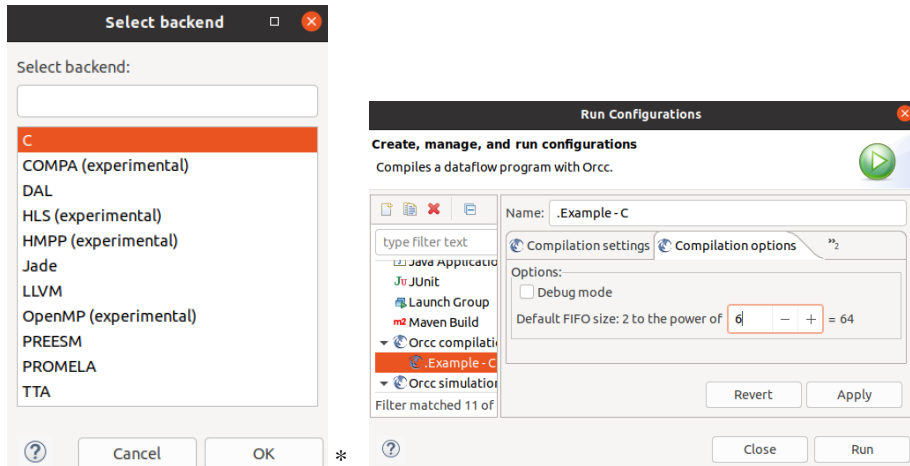 Select backend
Select backend:
C
COMPA (experimental)
DAL
HLS (experimental)
HMPP (experimental)
Jade
LLVM
OpenMP (experimental)
PREESM
PROMELA
TTA
Cancel
OK
*
Run Configurations
Create, manage, and run configurations
Compiles a dataflow program with Orcc.
type filter text
Java Applicatio
Ju JUnit
Launch Group
m2 Maven Build
Orcc compilati
.Example - C
Orcc simulation
Filter matched 11 of
Name: .Example - C
Compilation settings Compilation options »2
Options:
Debug mode
Default FIFO size: 2 to the power of 6 − + = 64
Revert Apply
Close Run